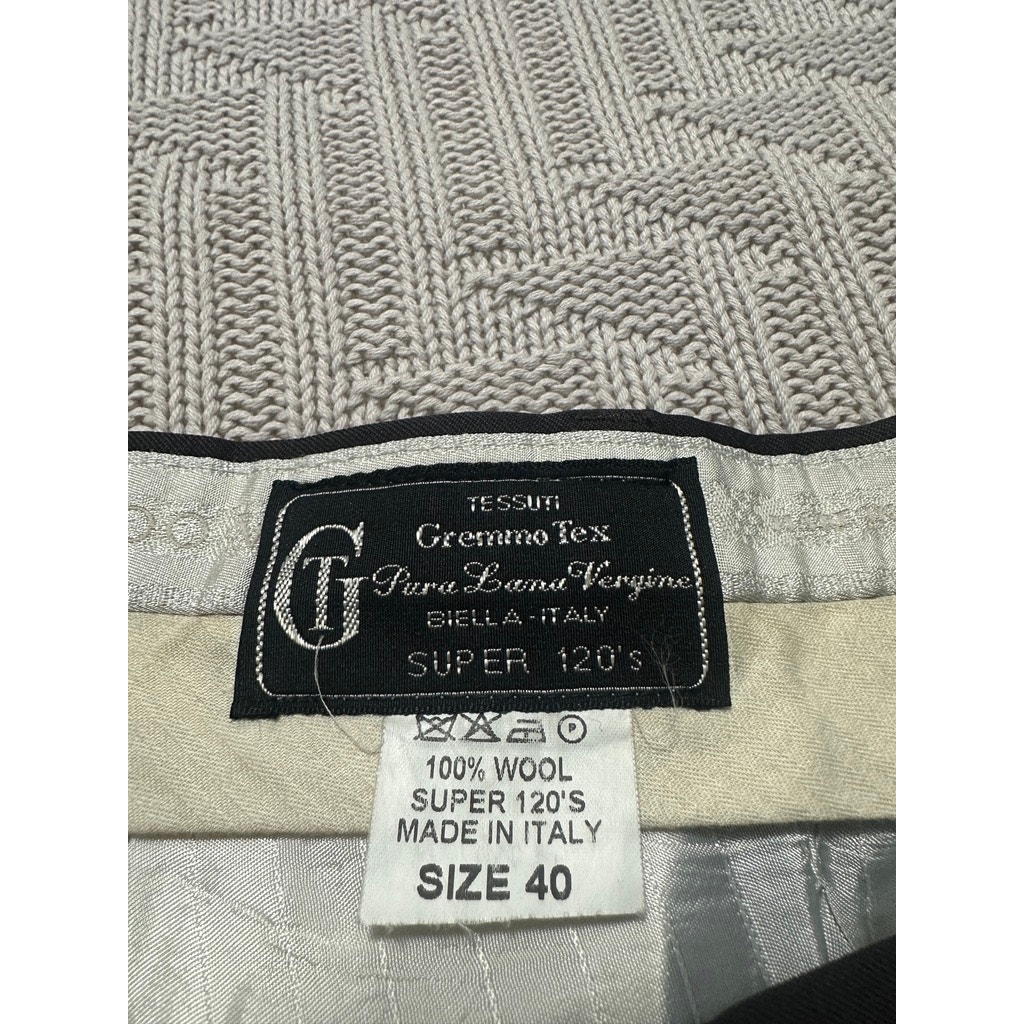 TESSUTI
GT
Gremmo Tex
Pura Lana Vergine
BIELLA - ITALY
SUPER 120's
P
100% WOOL
SUPER 120'S
MADE IN ITALY
SIZE 40